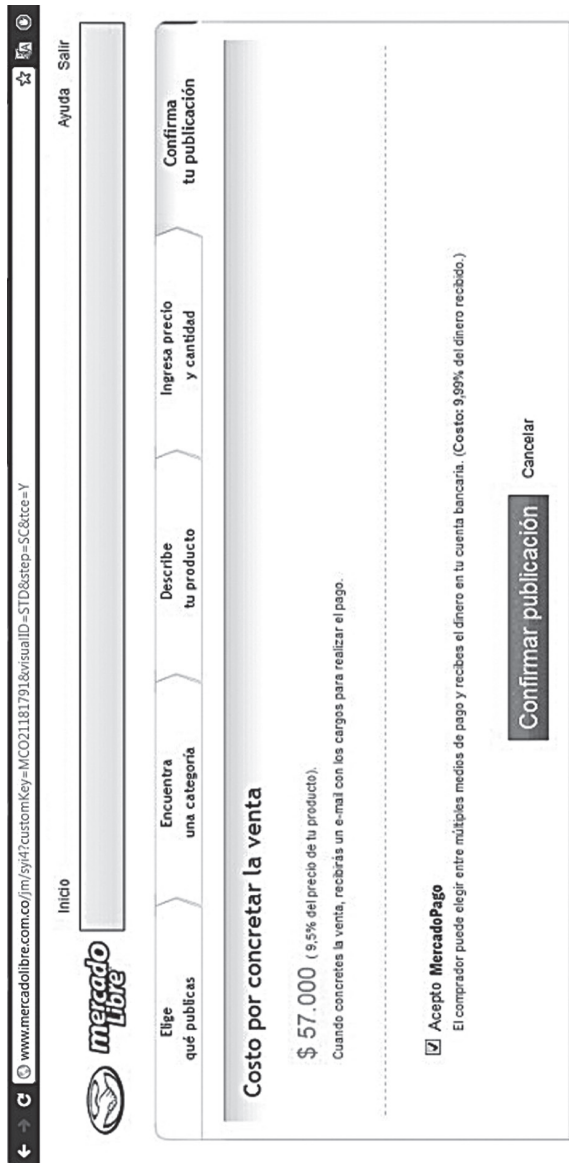 www.mercadolibre.com.co/jm/syi4?customKey=MCO21181791&visualID=STD&step=SC&tce=Y
Inicio
Ayuda
Salir
mercado
libre
Elige
qué publicas
Encuentra
una categoría
Describe
tu producto
Ingresa precio
y cantidad
Confirma
tu publicación
Costo por concretar la venta
$ 57.000 ( 9,5% del precio de tu producto).
Cuando concretes la venta, recibirás un e-mail con los cargos para realizar el pago.
Acepto MercadoPago
El comprador puede elegir entre múltiples medios de pago y recibes el dinero en tu cuenta bancaria. (Costo: 9,99% del dinero recibido.)
Confirmar publicación
Cancelar